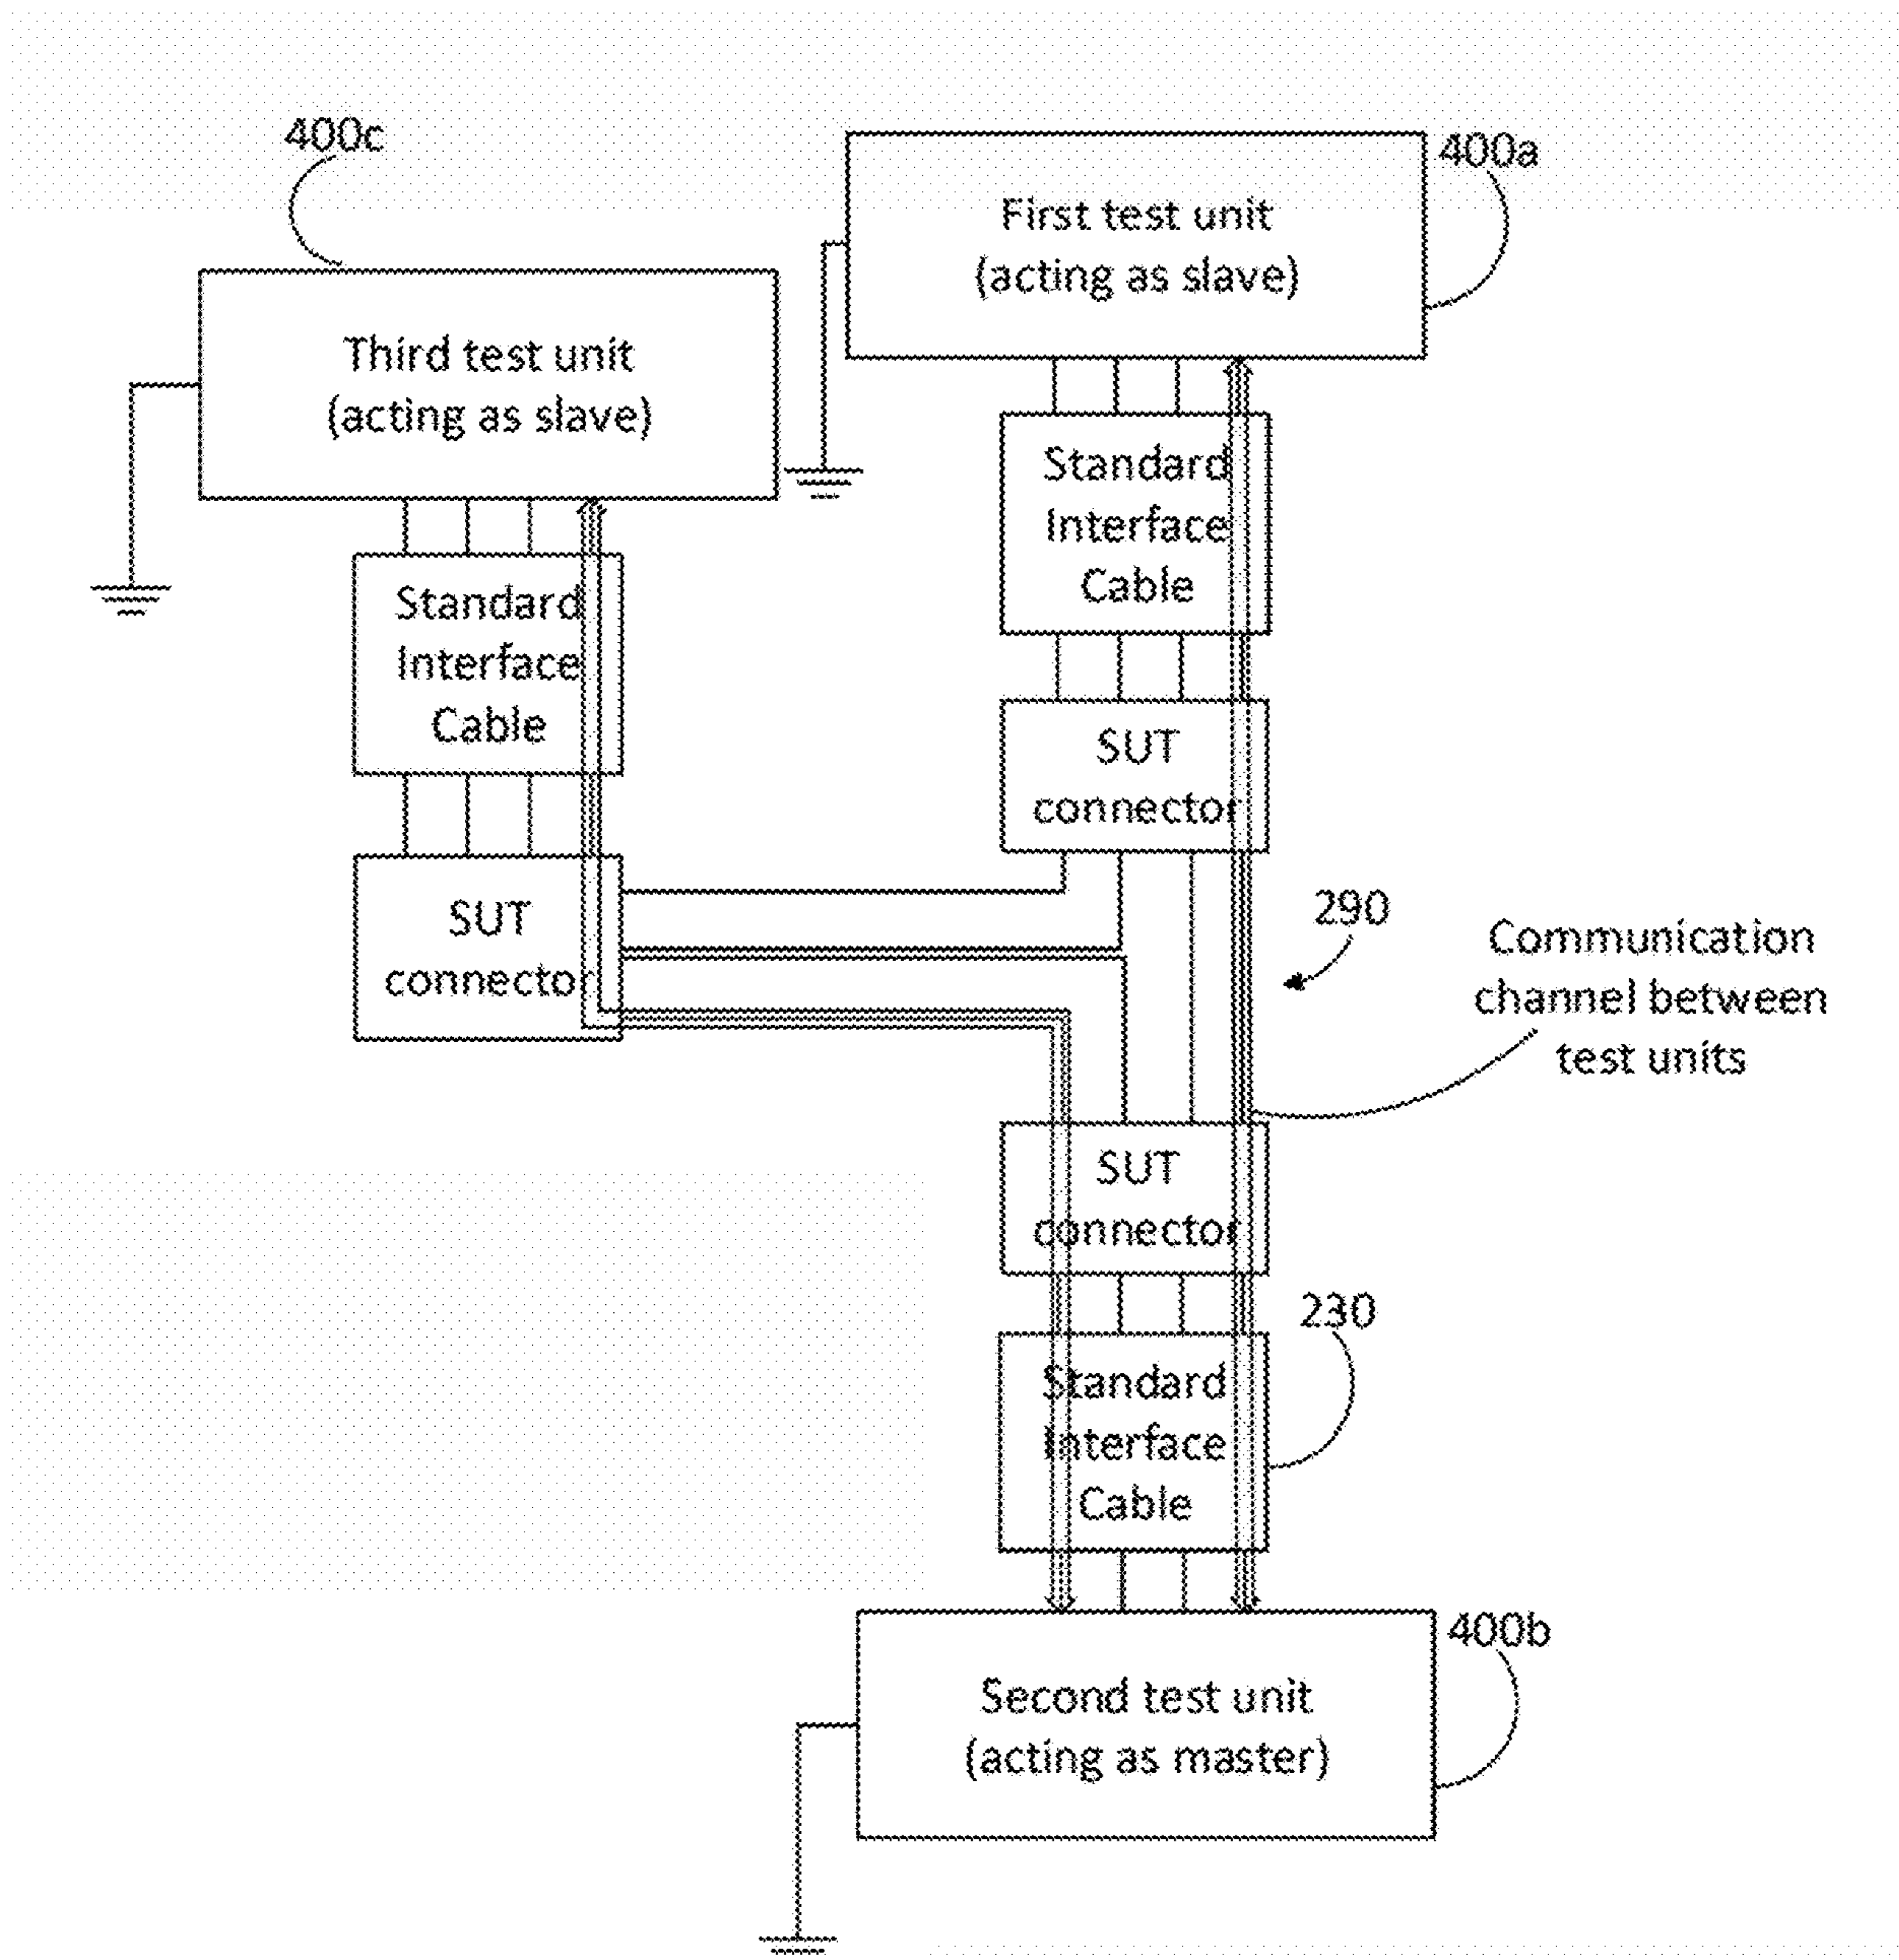 400c
400a
First test unit
(acting as slave)
Third test unit
(acting as slave)
Standard
Interface
Cable
Standard
Interface
Cable
SUT
connector
SUT
connector
290
Communication
channel between
test units
SUT
connector
230
Standard
Interface
Cable
400b
Second test unit
(acting as master)